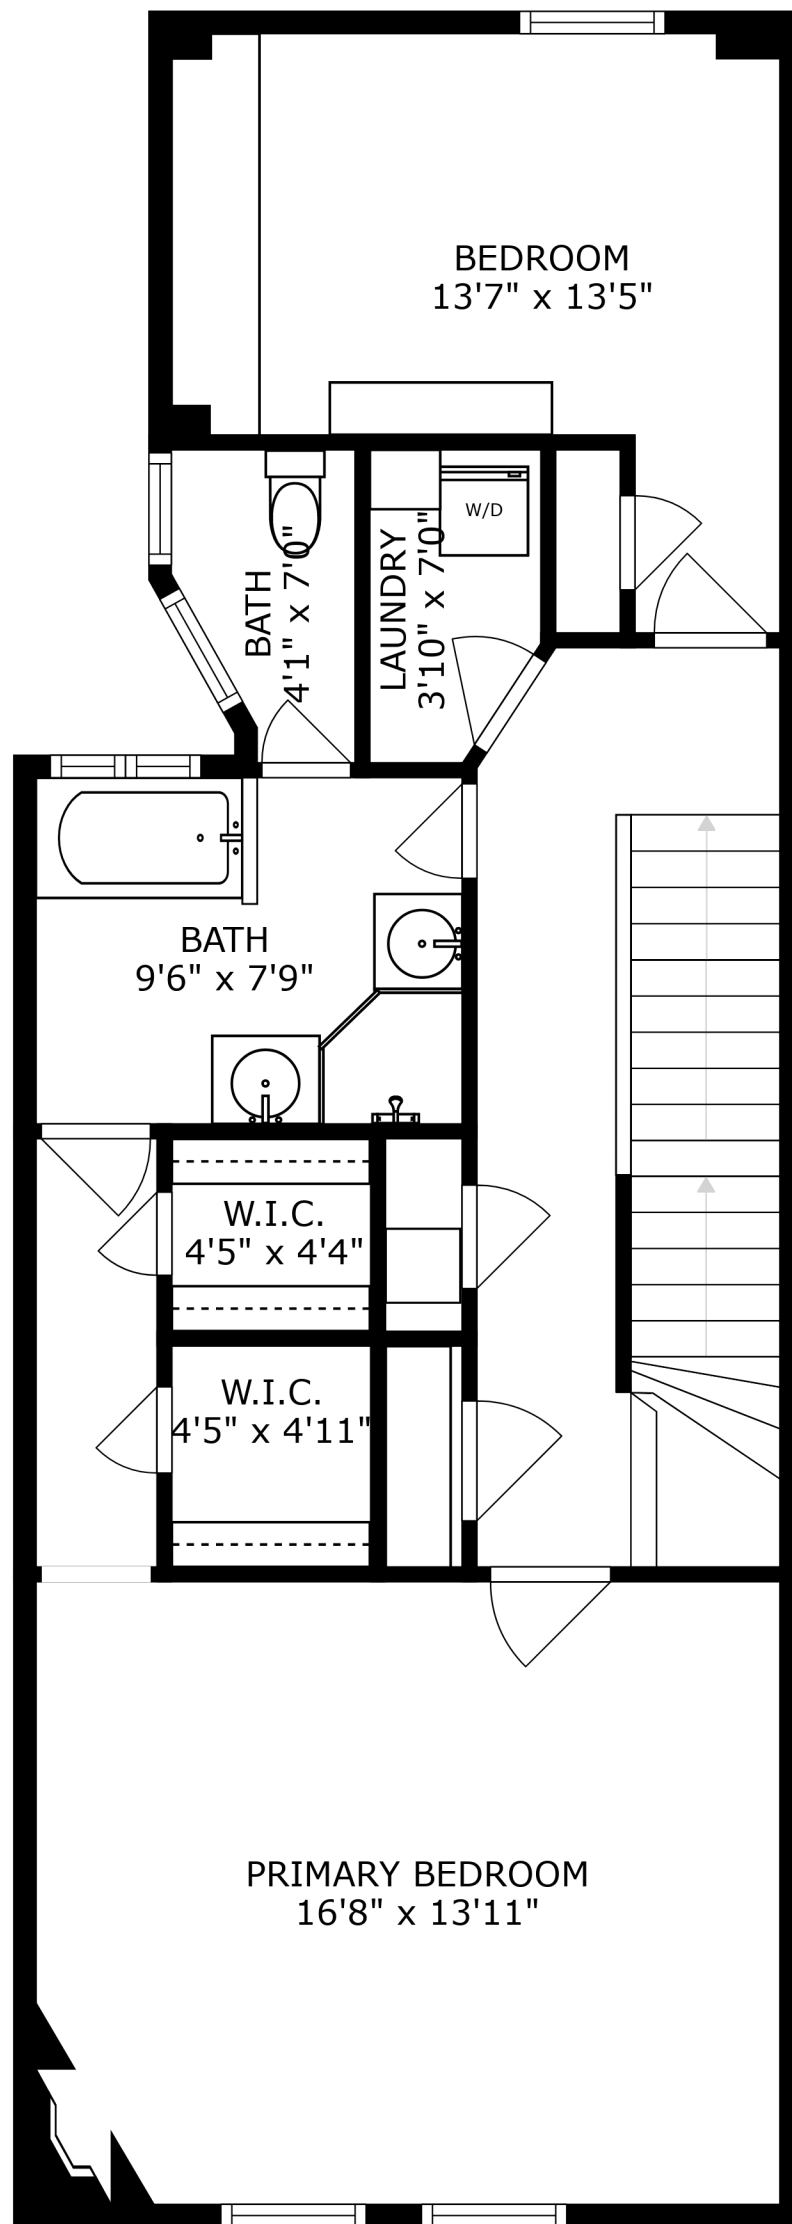 BEDROOM
13'7" x 13'5"
W/D
BATH
4'1" x 7'0"
LAUNDRY
3'10" x 7'0"
BATH
9'6" x 7'9"
W.I.C.
4'5" x 4'4"
W.I.C.
4'5" x 4'11"
PRIMARY BEDROOM
16'8" x 13'11"